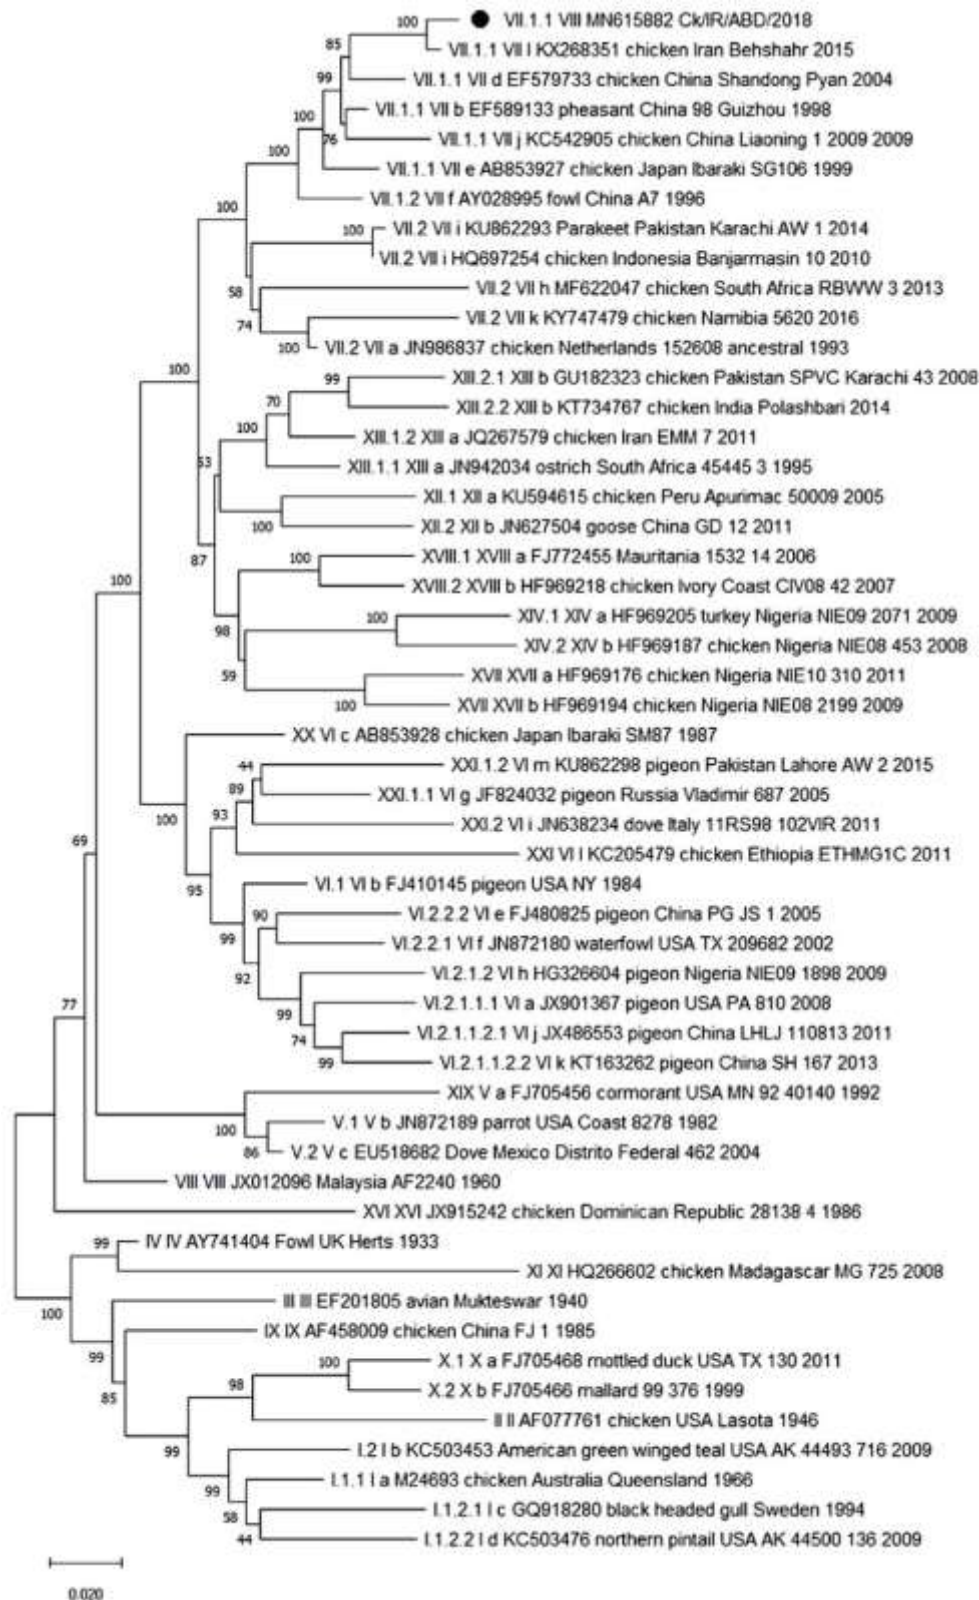 100
VII.1.1 VIII MN615882 Ck/IR/ABD/2018
85
VII.1.1 VII l KX268351 chicken Iran Behshahr 2015
99
VII.1.1 VII d EF579733 chicken China Shandong Pyan 2004
100
VII.1.1 VII b EF589133 pheasant China 98 Guizhou 1998
76
VII.1.1 VII j KC542905 chicken China Liaoning 1 2009 2009
100
VII.1.1 VII e AB853927 chicken Japan Ibaraki SG106 1999
VII.1.2 VII f AY028995 fowl China A7 1996
100
100
VII.2 VII i KU862293 Parakeet Pakistan Karachi AW 1 2014
VII.2 VII i HQ697254 chicken Indonesia Banjarmasin 10 2010
58
VII.2 VII h MF622047 chicken South Africa RBWW 3 2013
74
VII.2 VII k KY747479 chicken Namibia 5620 2016
100
VII.2 VII a JN986837 chicken Netherlands 152608 ancestral 1993
100
99
XIII.2.1 XIII b GU182323 chicken Pakistan SPVC Karachi 43 2008
70
XIII.2.2 XIII b KT734767 chicken India Polashbari 2014
100
XIII.1.2 XIII a JQ267579 chicken Iran EMM 7 2011
53
XIII.1.1 XIII a JN942034 ostrich South Africa 45445 3 1995
XII.1 XII a KU594615 chicken Peru Apurimac 50009 2005
100
XII.2 XII b JN627504 goose China GD 12 2011
87
100
XVIII.1 XVIII a FJ772455 Mauritania 1532 14 2006
100
XVIII.2 XVIII b HF969218 chicken Ivory Coast CIV08 42 2007
98
100
XIV.1 XIV a HF969205 turkey Nigeria NIE09 2071 2009
XIV.2 XIV b HF969187 chicken Nigeria NIE08 453 2008
59
XVII XVII a HF969176 chicken Nigeria NIE10 310 2011
100
XVII XVII b HF969194 chicken Nigeria NIE08 2199 2009
XX VI c AB853928 chicken Japan Ibaraki SM87 1987
44
XXI.1.2 VI m KU862298 pigeon Pakistan Lahore AW 2 2015
89
XXI.1.1 VI g JF824032 pigeon Russia Vladimir 687 2005
100
93
XXI.2 VI i JN638234 dove Italy 11RS98 102VIR 2011
69
XXI VI l KC205479 chicken Ethiopia ETHMG1C 2011
95
VI.1 VI b FJ410145 pigeon USA NY 1984
90
VI.2.2.2 VI e FJ480825 pigeon China PG JS 1 2005
99
VI.2.2.1 VI f JN872180 waterfowl USA TX 209682 2002
92
VI.2.1.2 VI h HG326604 pigeon Nigeria NIE09 1898 2009
77
99
VI.2.1.1.1 VI a JX901367 pigeon USA PA 810 2008
74
VI.2.1.1.2.1 VI j JX486553 pigeon China LHLJ 110813 2011
99
VI.2.1.1.2.2 VI k KT163262 pigeon China SH 167 2013
XIX V a FJ705456 cormorant USA MN 92 40140 1992
100
V.1 V b JN872189 parrot USA Coast 8278 1982
86
V.2 V c EU518682 Dove Mexico Distrito Federal 462 2004
VIII VIII JX012096 Malaysia AF2240 1960
XVI XVI JX915242 chicken Dominican Republic 28138 4 1986
99
IV IV AY741404 Fowl UK Herts 1933
XI XI HQ266602 chicken Madagascar MG 725 2008
100
III III EF201805 avian Mukteswar 1940
99
IX IX AF458009 chicken China FJ 1 1985
100
X.1 X a FJ705468 mottled duck USA TX 130 2011
85
98
X.2 X b FJ705466 mallard 99 376 1999
II II AF077761 chicken USA Lasota 1946
99
I.2 I b KC503453 American green winged teal USA AK 44493 716 2009
99
I.1.1 I a M24693 chicken Australia Queensland 1966
58
I.1.2.1 I c GQ918280 black headed gull Sweden 1994
44
I.1.2.2 I d KC503476 northern pintail USA AK 44500 136 2009
0.020